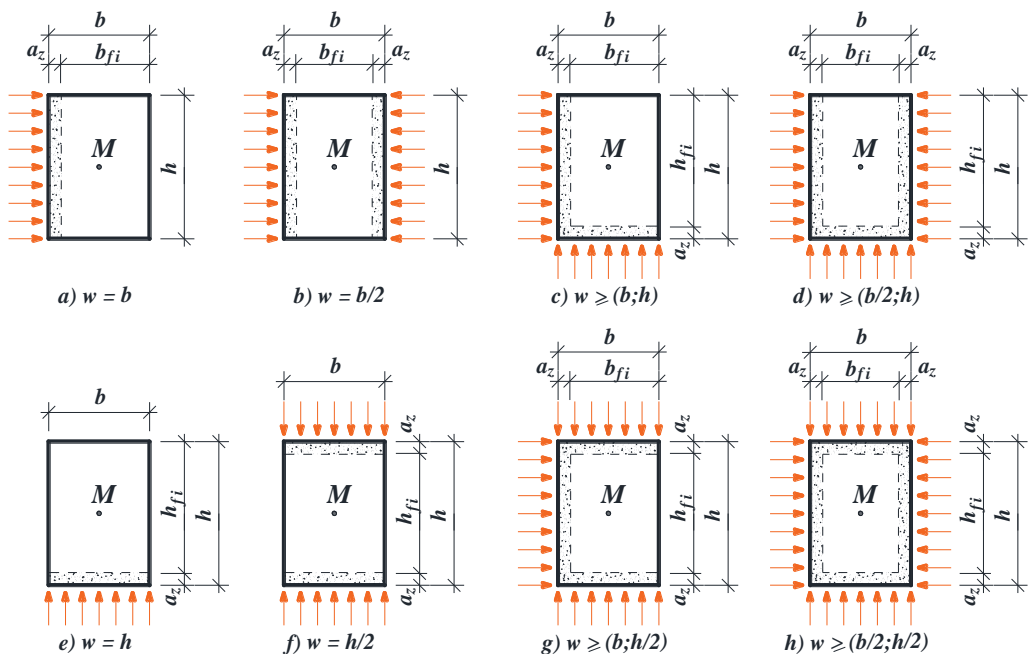 b
a_z b_fi
M
h
a) w = b
b
a_z b_fi a_z
M
h
b) w = b/2
b
a_z b_fi
M
h_fi
h
a_z
c) w ⩾ (b;h)
b
a_z b_fi a_z
M
h_fi
h
a_z
d) w ⩾ (b/2;h)
b
M
h_fi
h
a_z
e) w = h
b
a_z
M
h_fi
h
a_z
f) w = h/2
b
a_z b_fi
a_z
M
h_fi
h
a_z
g) w ⩾ (b;h/2)
b
a_z b_fi a_z
a_z
M
h_fi
h
a_z
h) w ⩾ (b/2;h/2)